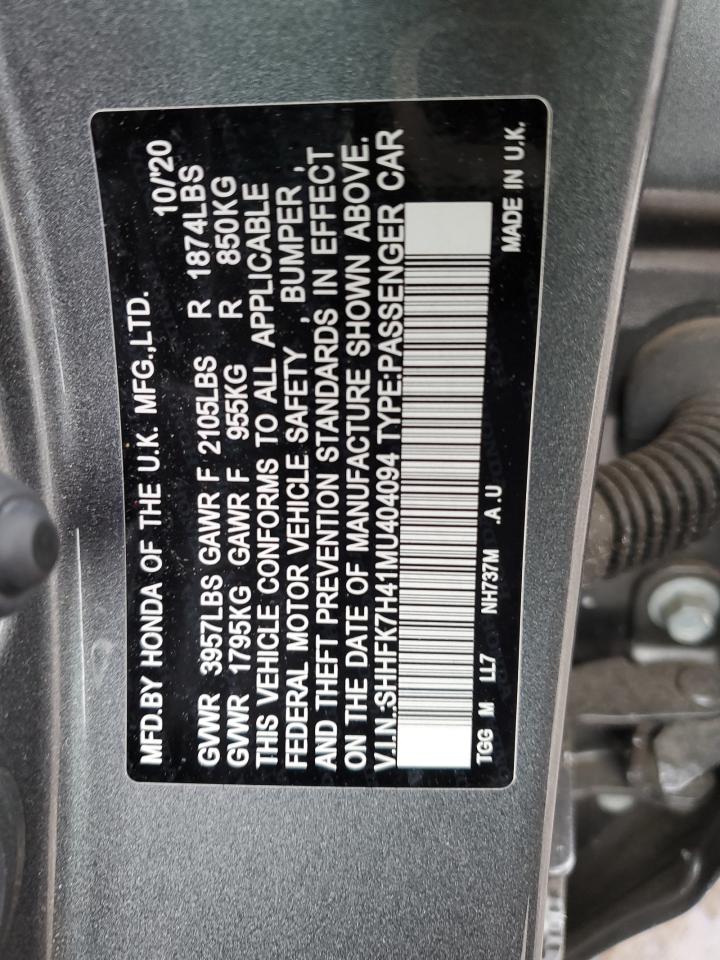 MFD.BY HONDA OF THE U.K. MFG.,LTD. 10/'20
GVWR 3957LBS GAWR F 2105LBS R 1874LBS
GVWR 1795KG GAWR F 955KG R 850KG
THIS VEHICLE CONFORMS TO ALL APPLICABLE
FEDERAL MOTOR VEHICLE SAFETY , BUMPER ,
AND THEFT PREVENTION STANDARDS IN EFFECT
ON THE DATE OF MANUFACTURE SHOWN ABOVE.
V.I.N.:SHHFK7H41MU404094 TYPE:PASSENGER CAR
TGG M LL7 NH737M .A .U MADE IN U.K.